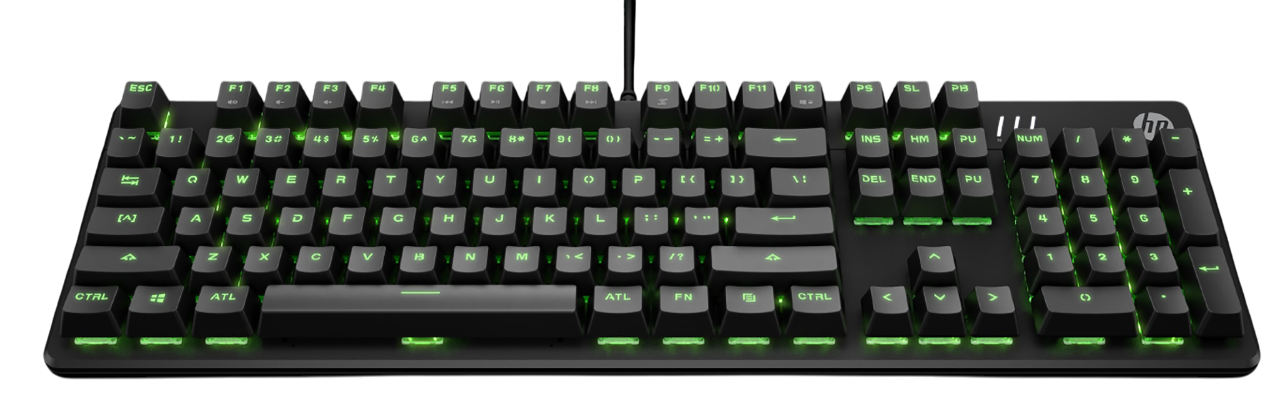 ESC F1 F2 F3 F4 F5 F6 F7 F8 F9 F10 F11 F12 PS SL PB
hp
` ~ 1 ! 2 @ 3 # 4 $ 5 % 6 ^ 7 & 8 * 9 ( 0 ) - = + INS HM PU NUM / * -
Q W E R T Y U I O P [ { ] } \ DEL END PU 7 8 9 +
[^] A S D F G H J K L 4 5 6
Z X C V B N M < > / ? 1 2 3
CTRL ATL ATL FN CTRL 0 .